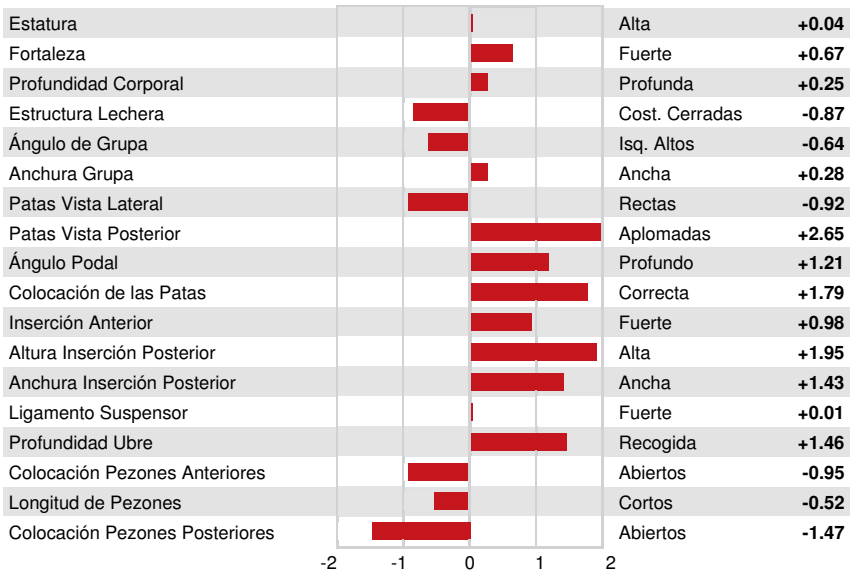 Estatura Alta +0.04
Fortaleza Fuerte +0.67
Profundidad Corporal Profunda +0.25
Estructura Lechera Cost. Cerradas -0.87
Ángulo de Grupa Isq. Altos -0.64
Anchura Grupa Ancha +0.28
Patas Vista Lateral Rectas -0.92
Patas Vista Posterior Aplomadas +2.65
Ángulo Podal Profundo +1.21
Colocación de las Patas Correcta +1.79
Inserción Anterior Fuerte +0.98
Altura Inserción Posterior Alta +1.95
Anchura Inserción Posterior Ancha +1.43
Ligamento Suspensor Fuerte +0.01
Profundidad Ubre Recogida +1.46
Colocación Pezones Anteriores Abiertos -0.95
Longitud de Pezones Cortos -0.52
Colocación Pezones Posteriores Abiertos -1.47
-2 -1 0 1 2